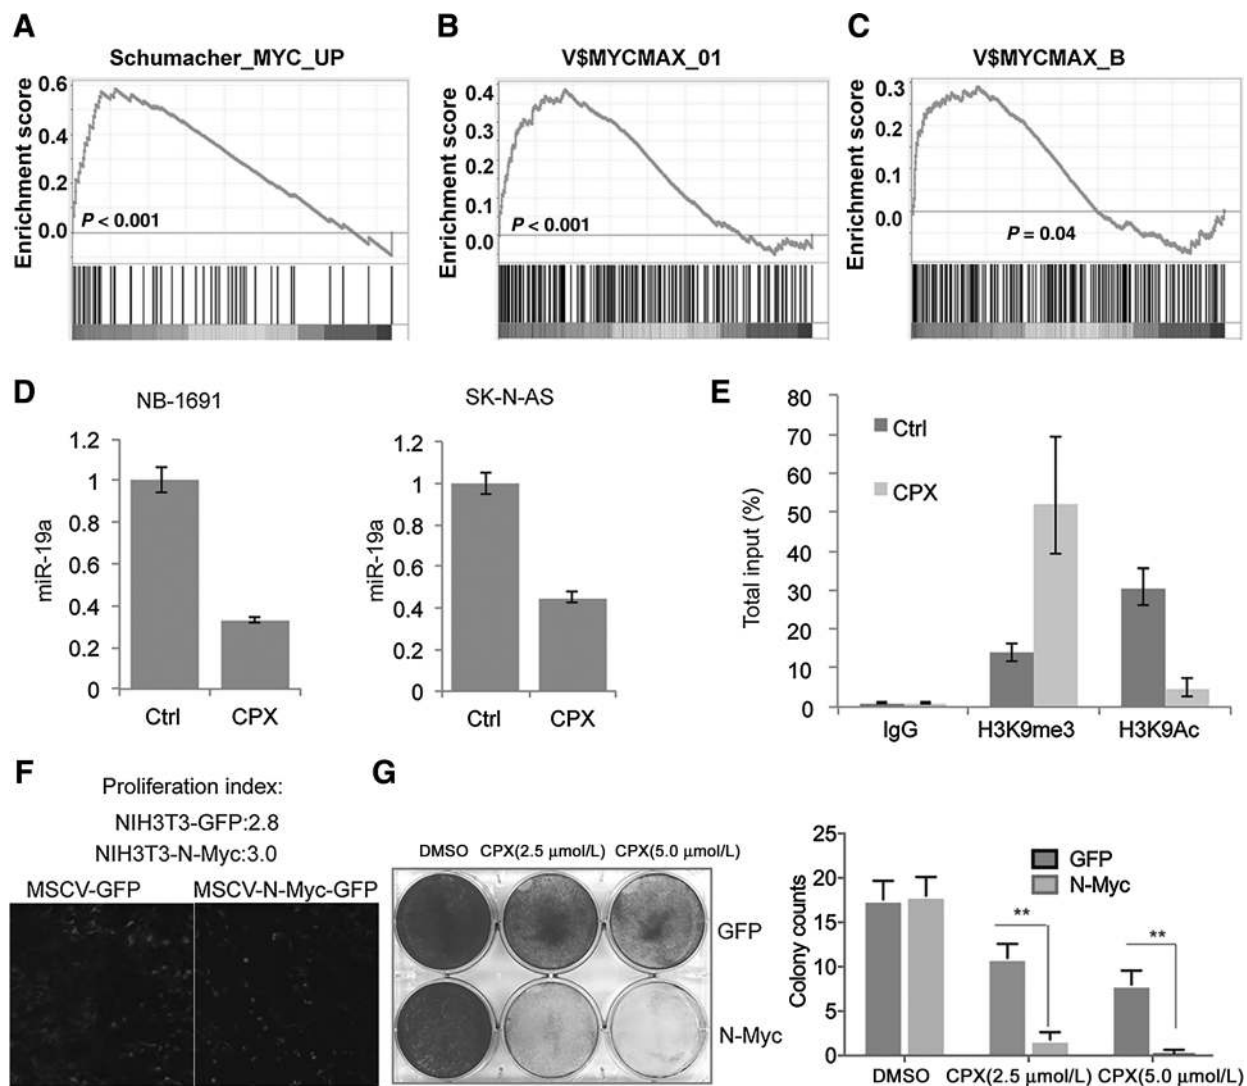 A
Schumacher_MYC_UP
Enrichment score
0.6
0.4
0.2
0.0
P < 0.001
B
V$MYCMAX_01
Enrichment score
0.4
0.3
0.2
0.1
0.0
P < 0.001
C
V$MYCMAX_B
Enrichment score
0.3
0.2
0.3
0.1
0.0
P = 0.04
D
NB-1691
miR-19a
1.2
1
0.8
0.6
0.4
0.2
0
Ctrl CPX
SK-N-AS
miR-19a
1.2
1
0.8
0.6
0.4
0.2
0
Ctrl CPX
E
Total input (%)
80
70
60
50
40
30
20
10
0
Ctrl
CPX
IgG H3K9me3 H3K9Ac
F
Proliferation index:
NIH3T3-GFP:2.8
NIH3T3-N-Myc:3.0
MSCV-GFP MSCV-N-Myc-GFP
G
DMSO CPX(2.5 μmol/L) CPX(5.0 μmol/L)
GFP
N-Myc
Colony counts
25
20
15
10
5
0
GFP
N-Myc
**
**
DMSO CPX(2.5 μmol/L) CPX(5.0 μmol/L)